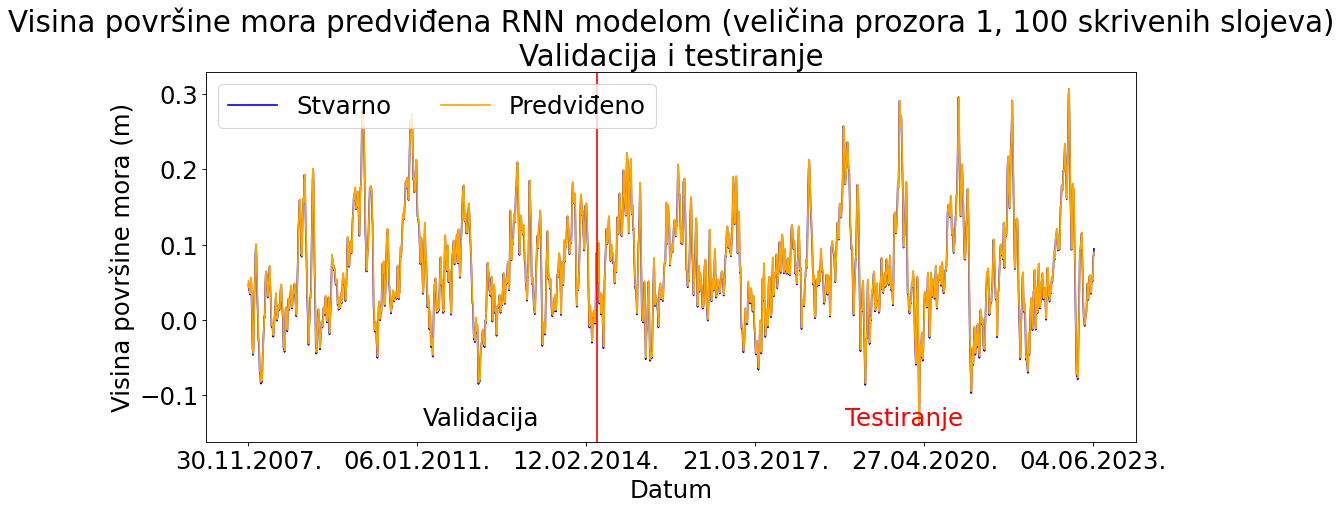 Visina površine mora predviđena RNN modelom (veličina prozora 1, 100 skrivenih slojeva)
Validacija i testiranje
Stvarno Predviđeno
Visina površine mora (m)
0.3
0.2
0.1
0.0
−0.1
Validacija Testiranje
30.11.2007. 06.01.2011. 12.02.2014. 21.03.2017. 27.04.2020. 04.06.2023.
Datum